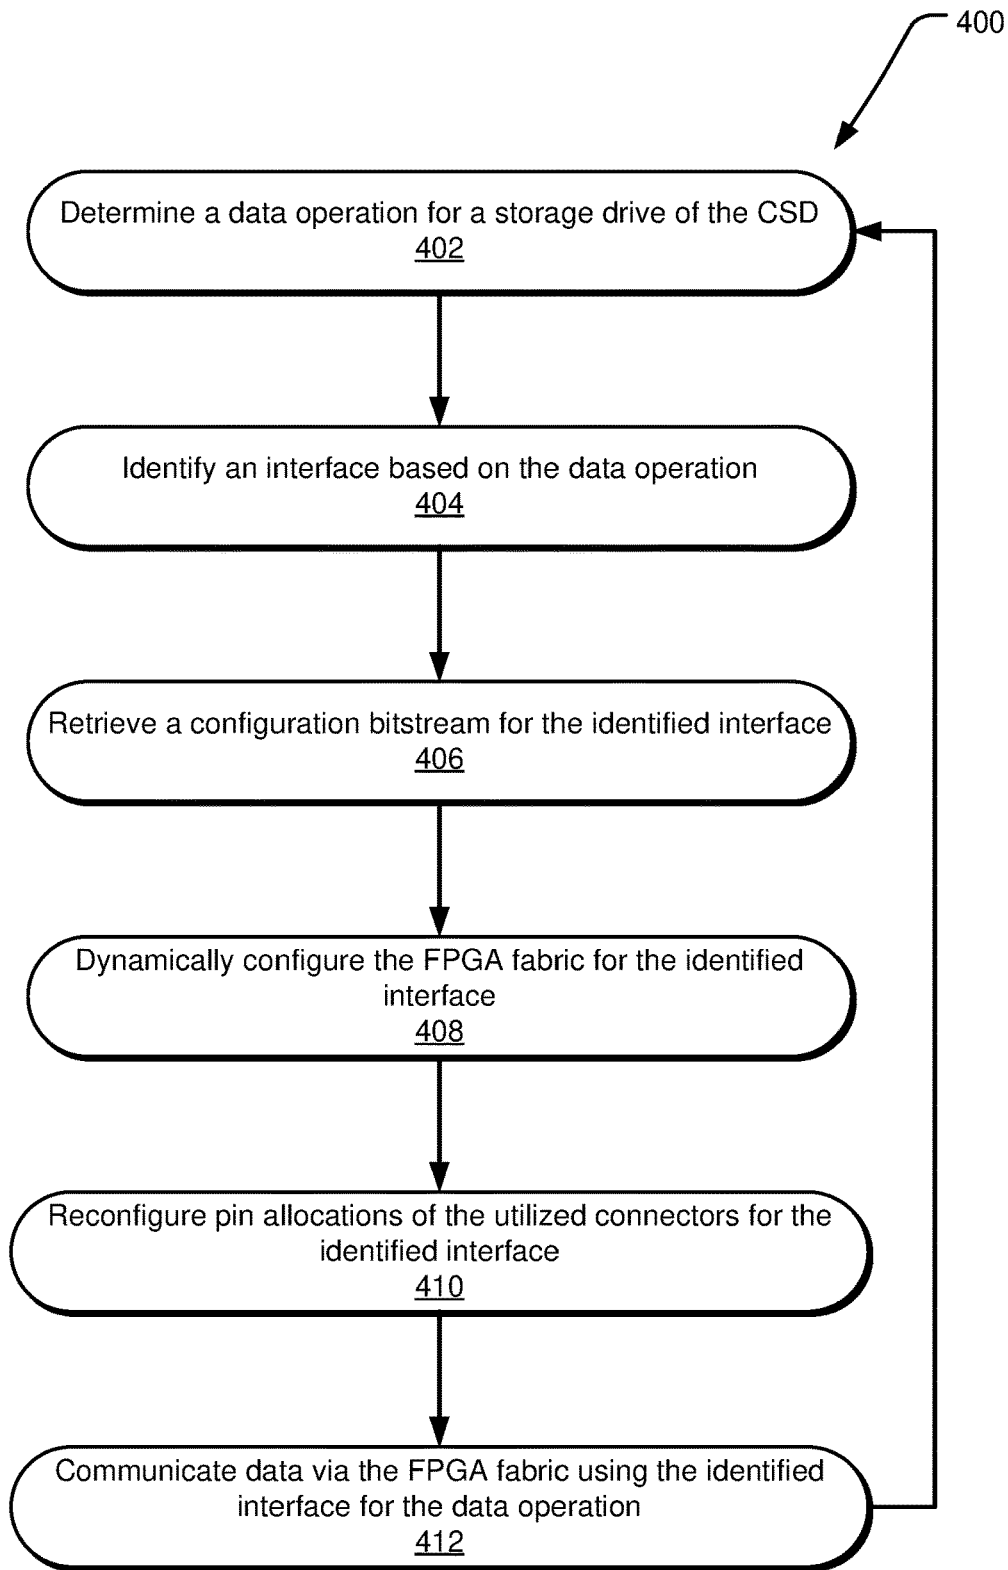 400
Determine a data operation for a storage drive of the CSD
402
Identify an interface based on the data operation
404
Retrieve a configuration bitstream for the identified interface
406
Dynamically configure the FPGA fabric for the identified
interface
408
Reconfigure pin allocations of the utilized connectors for the
identified interface
410
Communicate data via the FPGA fabric using the identified
interface for the data operation
412